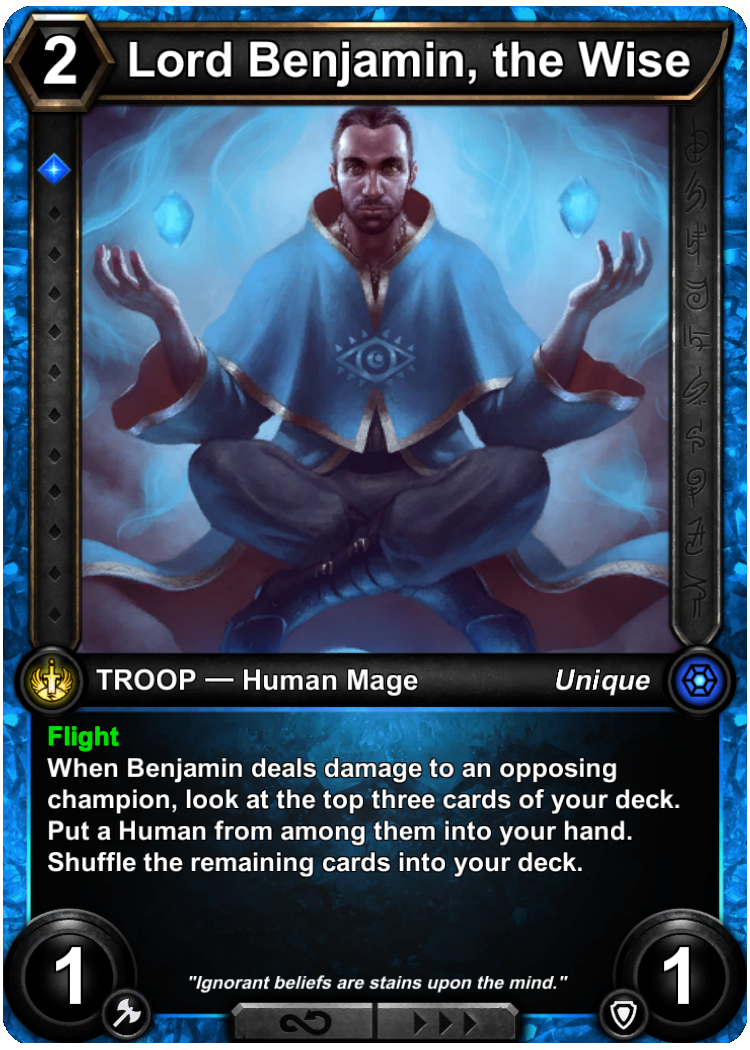 2
Lord Benjamin, the Wise
TROOP — Human Mage
Unique
Flight
When Benjamin deals damage to an opposing
champion, look at the top three cards of your deck.
Put a Human from among them into your hand.
Shuffle the remaining cards into your deck.
1
"Ignorant beliefs are stains upon the mind."
1